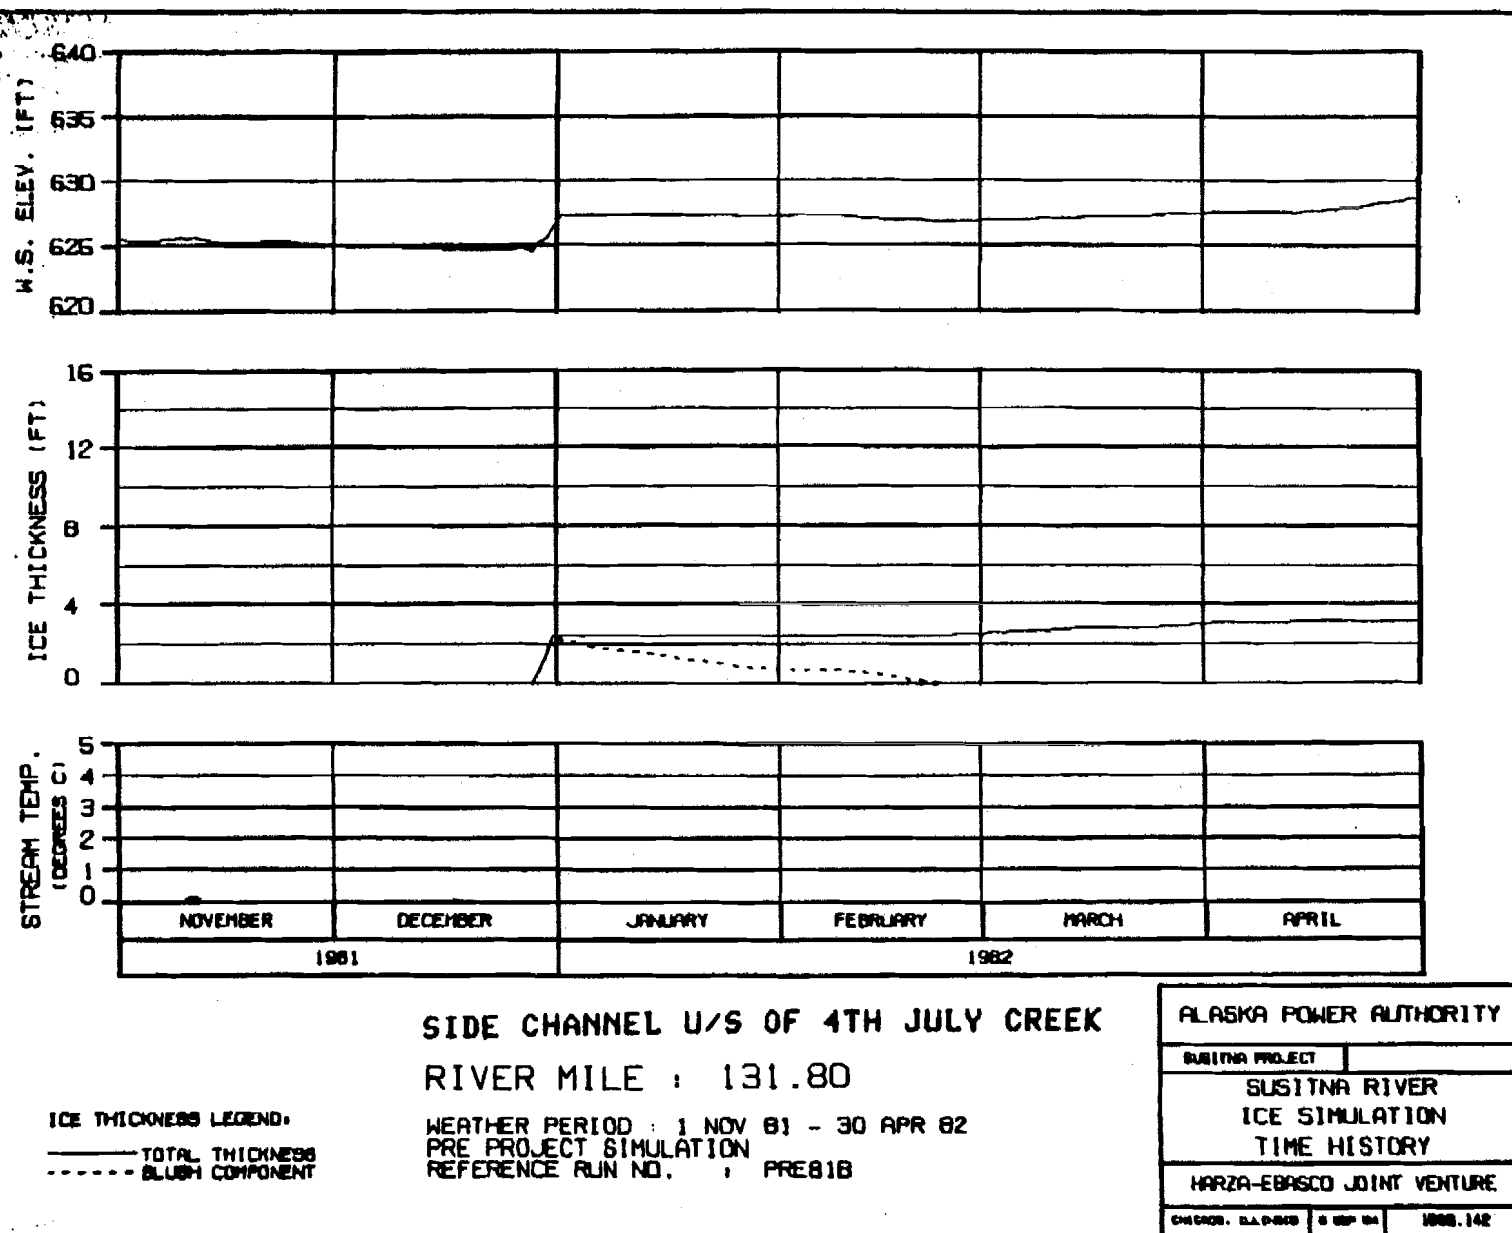 640
635
630
625
620
W.S. ELEV. (FT)
16
12
8
4
0
ICE THICKNESS (FT)
5
4
3
2
1
0
STREAM TEMP.
(DEGREES C)
NOVEMBER DECEMBER JANUARY FEBRUARY MARCH APRIL
1981 1982
SIDE CHANNEL U/S OF 4TH JULY CREEK
RIVER MILE : 131.80
ICE THICKNESS LEGEND:
TOTAL THICKNESS
SLUSH COMPONENT
WEATHER PERIOD : 1 NOV 81 - 30 APR 82
PRE PROJECT SIMULATION
REFERENCE RUN NO. : PRE81B
ALASKA POWER AUTHORITY
SUSITNA PROJECT
SUSITNA RIVER
ICE SIMULATION
TIME HISTORY
HARZA-EBASCO JOINT VENTURE
.142